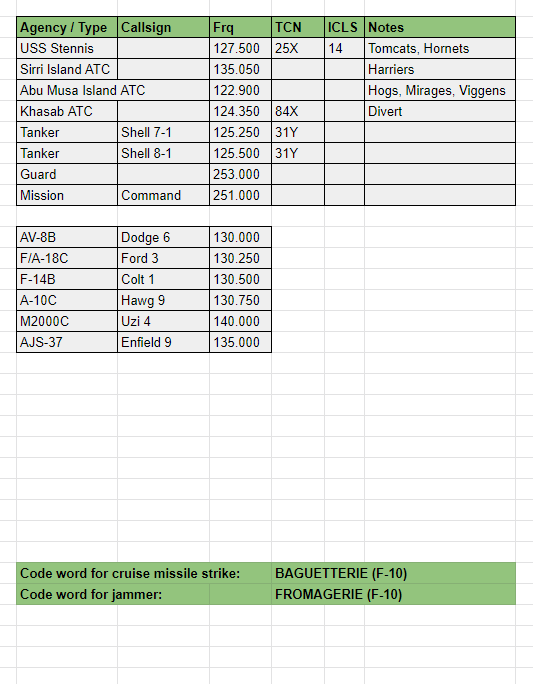 Agency / Type Callsign Frq TCN ICLS Notes
USS Stennis 127.500 25X 14 Tomcats, Hornets
Sirri Island ATC 135.050 Harriers
Abu Musa Island ATC 122.900 Hogs, Mirages, Viggens
Khasab ATC 124.350 84X Divert
Tanker Shell 7-1 125.250 31Y
Tanker Shell 8-1 125.500 31Y
Guard 253.000
Mission Command 251.000
AV-8B Dodge 6 130.000
F/A-18C Ford 3 130.250
F-14B Colt 1 130.500
A-10C Hawg 9 130.750
M2000C Uzi 4 140.000
AJS-37 Enfield 9 135.000
Code word for cruise missile strike: BAGUETTERIE (F-10)
Code word for jammer: FROMAGERIE (F-10)